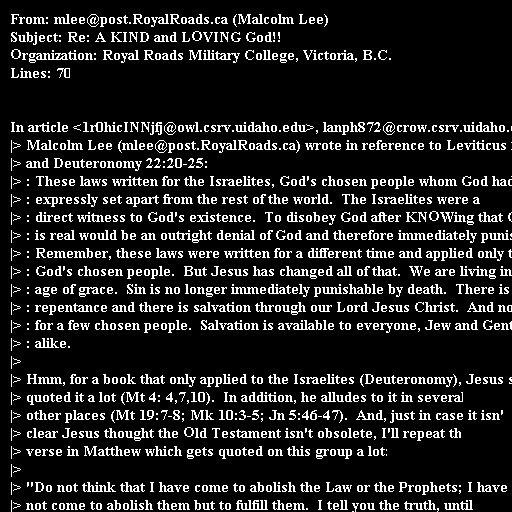 From: mlee@post.RoyalRoads.ca (Malcolm Lee)
Subject: Re: A KIND and LOVING God!!
Organization: Royal Roads Military College, Victoria, B.C.
Lines: 70
In article <1r0hicINNjfj@owl.csrv.uidaho.edu>, lanph872@crow.csrv.uidaho.
|> Malcolm Lee (mlee@post.RoyalRoads.ca) wrote in reference to Leviticus
|> and Deuteronomy 22:20-25:
|> : These laws written for the Israelites, God's chosen people whom God had
|> : expressly set apart from the rest of the world.  The Israelites were a
|> : direct witness to God's existence.  To disobey God after KNOWing that
|> : is real would be an outright denial of God and therefore immediately punis
|> : Remember, these laws were written for a different time and applied only
|> : God's chosen people.  But Jesus has changed all of that.  We are living in
|> : age of grace.  Sin is no longer immediately punishable by death.  There is
|> : repentance and there is salvation through our Lord Jesus Christ.  And no
|> : for a few chosen people.  Salvation is available to everyone, Jew and Gent
|> : alike.
|>
|> Hmm, for a book that only applied to the Israelites (Deuteronomy), Jesus
|> quoted it a lot (Mt 4: 4,7,10).  In addition, he alludes to it in several
|> other places (Mt 19:7-8; Mk 10:3-5; Jn 5:46-47).  And, just in case it isn'
|> clear Jesus thought the Old Testament isn't obsolete, I'll repeat th
|> verse in Matthew which gets quoted on this group a lot:
|>
|> "Do not think that I have come to abolish the Law or the Prophets; I have
|> not come to abolish them but to fulfill them.  I tell you the truth, until